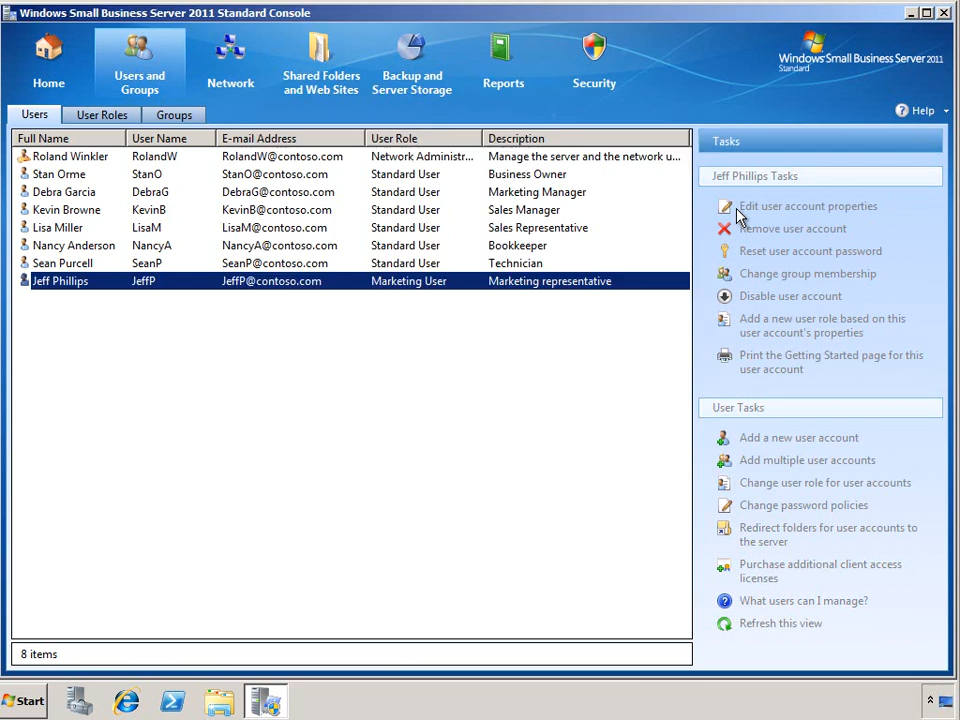 Windows Small Business Server 2011 Standard Console
Home
Users and
Groups
Network
Shared Folders
and Web Sites
Backup and
Server Storage
Reports
Security
Windows Small Business Server 2011
Standard
Users
User Roles
Groups
Help
Full Name User Name E-mail Address User Role Description
Roland Winkler RolandW RolandW@contoso.com Network Administr... Manage the server and the network u...
Stan Orme StanO StanO@contoso.com Standard User Business Owner
Debra Garcia DebraG DebraG@contoso.com Standard User Marketing Manager
Kevin Browne KevinB KevinB@contoso.com Standard User Sales Manager
Lisa Miller LisaM LisaM@contoso.com Standard User Sales Representative
Nancy Anderson NancyA NancyA@contoso.com Standard User Bookkeeper
Sean Purcell SeanP SeanP@contoso.com Standard User Technician
Jeff Phillips JeffP JeffP@contoso.com Marketing User Marketing representative
8 items
Tasks
Jeff Phillips Tasks
Edit user account properties
Remove user account
Reset user account password
Change group membership
Disable user account
Add a new user role based on this
user account's properties
Print the Getting Started page for this
user account
User Tasks
Add a new user account
Add multiple user accounts
Change user role for user accounts
Change password policies
Redirect folders for user accounts to
the server
Purchase additional client access
licenses
What users can I manage?
Refresh this view
Start